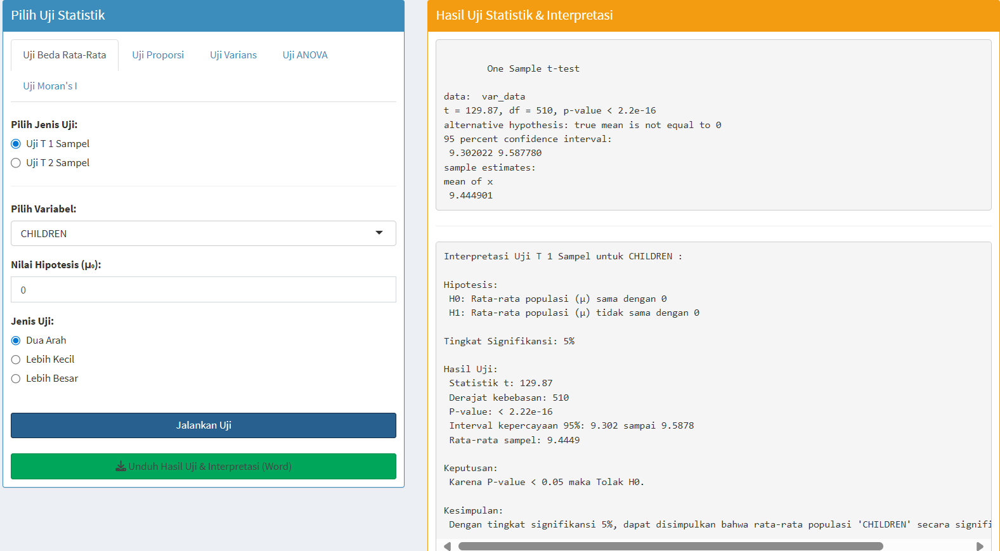 Pilih Uji Statistik
Uji Beda Rata-Rata
Uji Proporsi
Uji Varians
Uji ANOVA
Uji Moran's I
Pilih Jenis Uji:
Uji T 1 Sampel
Uji T 2 Sampel
Pilih Variabel:
CHILDREN
Nilai Hipotesis (μ₀):
0
Jenis Uji:
Dua Arah
Lebih Kecil
Lebih Besar
Jalankan Uji
Unduh Hasil Uji & Interpretasi (Word)
Hasil Uji Statistik & Interpretasi
One Sample t-test
data:  var_data
t = 129.87, df = 510, p-value < 2.2e-16
alternative hypothesis: true mean is not equal to 0
95 percent confidence interval:
9.302022 9.587780
sample estimates:
mean of x
9.444901
Interpretasi Uji T 1 Sampel untuk CHILDREN :
Hipotesis:
H0: Rata-rata populasi (μ) sama dengan 0
H1: Rata-rata populasi (μ) tidak sama dengan 0
Tingkat Signifikansi: 5%
Hasil Uji:
Statistik t: 129.87
Derajat kebebasan: 510
P-value: < 2.22e-16
Interval kepercayaan 95%: 9.302 sampai 9.5878
Rata-rata sampel: 9.4449
Keputusan:
Karena P-value < 0.05 maka Tolak H0.
Kesimpulan:
Dengan tingkat signifikansi 5%, dapat disimpulkan bahwa rata-rata populasi 'CHILDREN' secara signifi